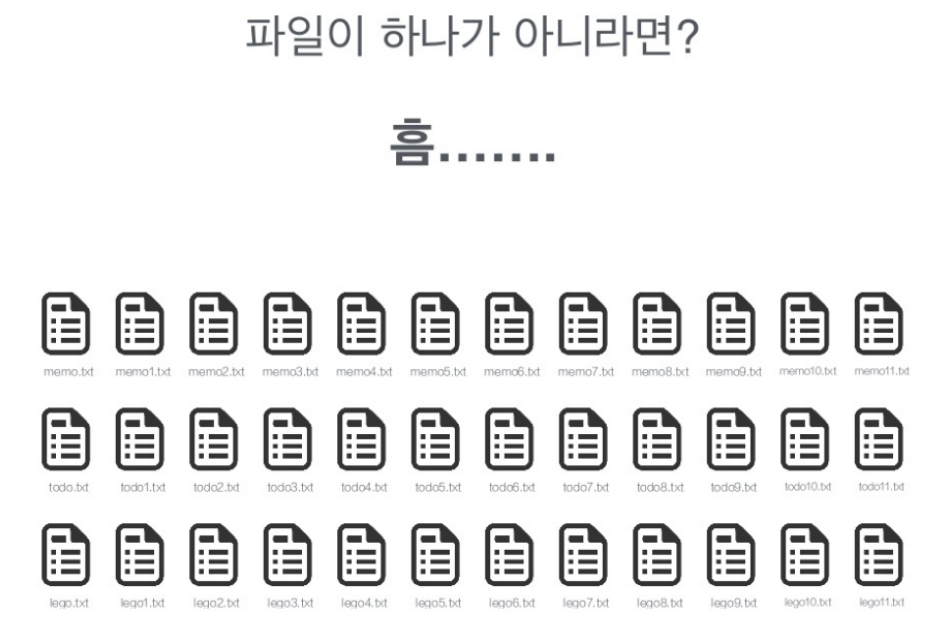 파일이 하나가 아니라면?
흠.......
memo.txt memo1.txt memo2.txt memo3.txt memo4.txt memo5.txt memo6.txt memo7.txt memo8.txt memo9.txt memo10.txt memo11.txt
todo.txt todo1.txt todo2.txt todo3.txt todo4.txt todo5.txt todo6.txt todo7.txt todo8.txt todo9.txt todo10.txt todo11.txt
lego.txt lego1.txt lego2.txt lego3.txt lego4.txt lego5.txt lego6.txt lego7.txt lego8.txt lego9.txt lego10.txt lego11.txt